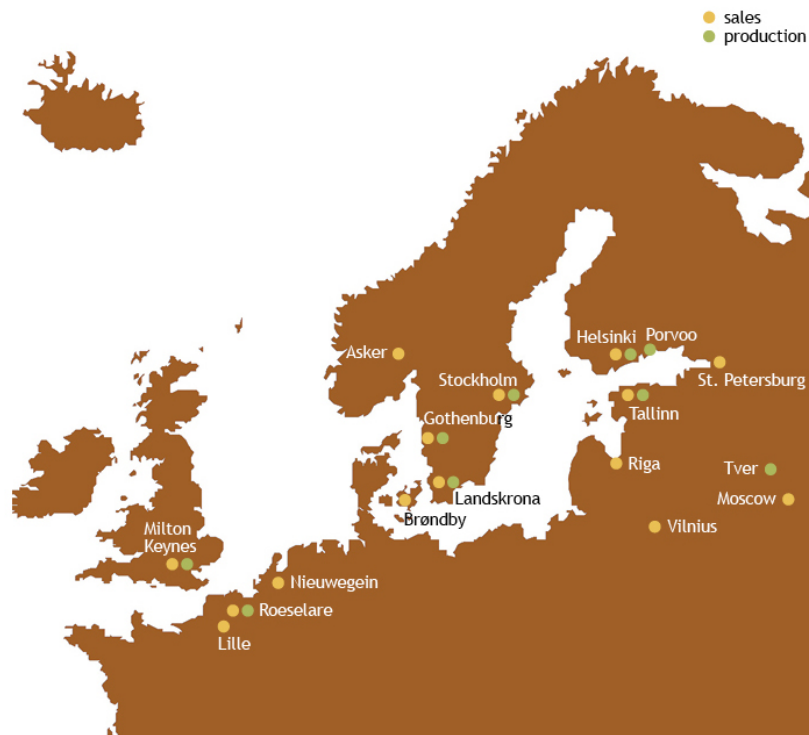 sales
production
Helsinki
Porvoo
Asker
St. Petersburg
Stockholm
Tallinn
Gothenburg
Riga
Tver
Landskrona
Moscow
Brøndby
Vilnius
Milton
Keynes
Nieuwegein
Roeselare
Lille